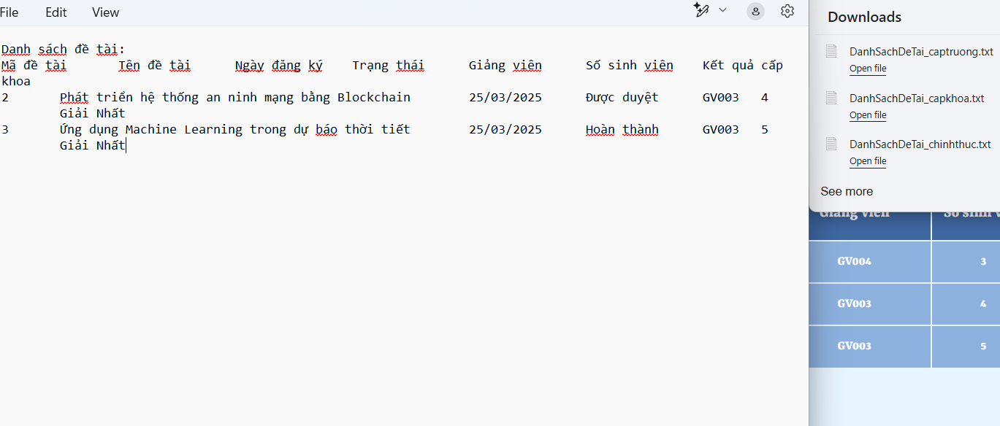 File Edit View
Danh sách đề tài:
Mã đề tài Tên đề tài Ngày đăng ký Trạng thái Giảng viên Số sinh viên Kết quả cấp
khoa
2 Phát triển hệ thống an ninh mạng bằng Blockchain 25/03/2025 Được duyệt GV003 4
Giải Nhất
3 Ứng dụng Machine Learning trong dự báo thời tiết 25/03/2025 Hoàn thành GV003 5
Giải Nhất
Downloads
DanhSachDeTai_captruong.txt
Open file
DanhSachDeTai_capkhoa.txt
Open file
DanhSachDeTai_chinhthuc.txt
Open file
See more
Giảng viên Số sinh
GV004 3
GV003 4
GV003 5